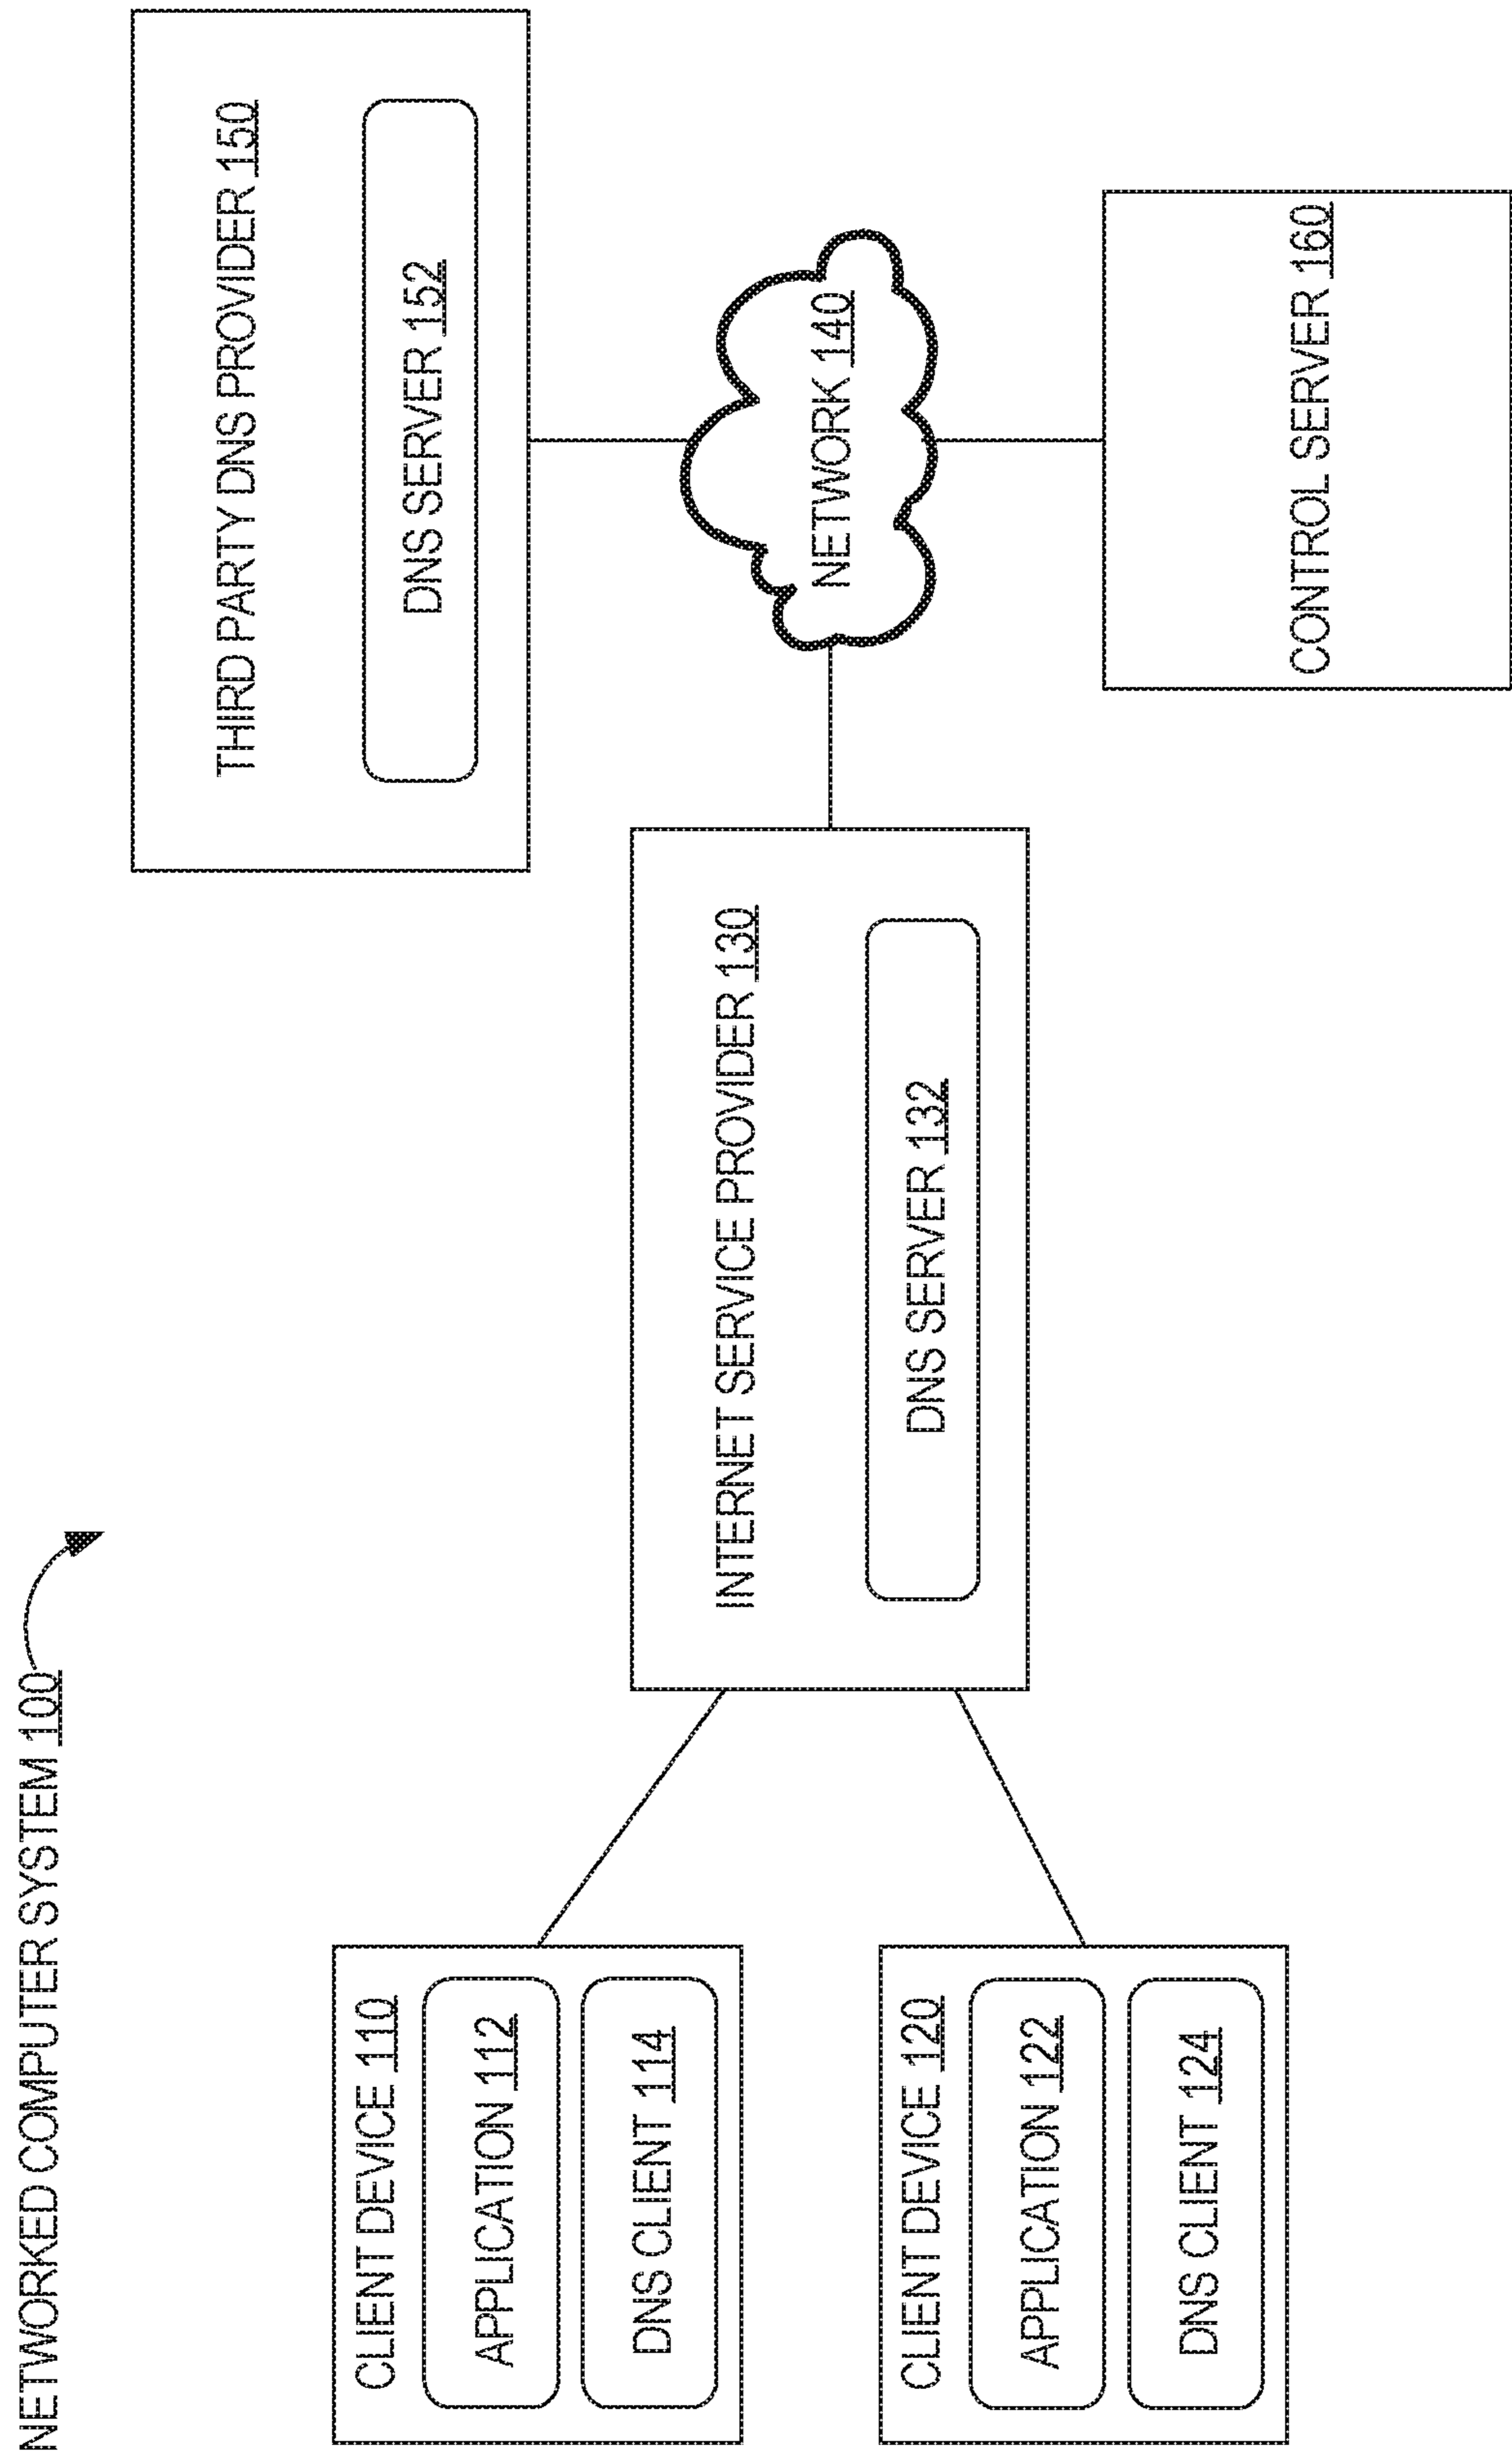 NETWORKED COMPUTER SYSTEM 100
THIRD PARTY DNS PROVIDER 150
DNS SERVER 152
CLIENT DEVICE 110
APPLICATION 112
DNS CLIENT 114
INTERNET SERVICE PROVIDER 130
DNS SERVER 132
NETWORK 140
CLIENT DEVICE 120
APPLICATION 122
DNS CLIENT 124
CONTROL SERVER 160